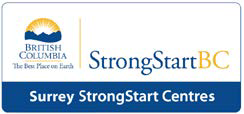 BRITISH
COLUMBIA
The Best Place on Earth
StrongStartBC
Surrey StrongStart Centres